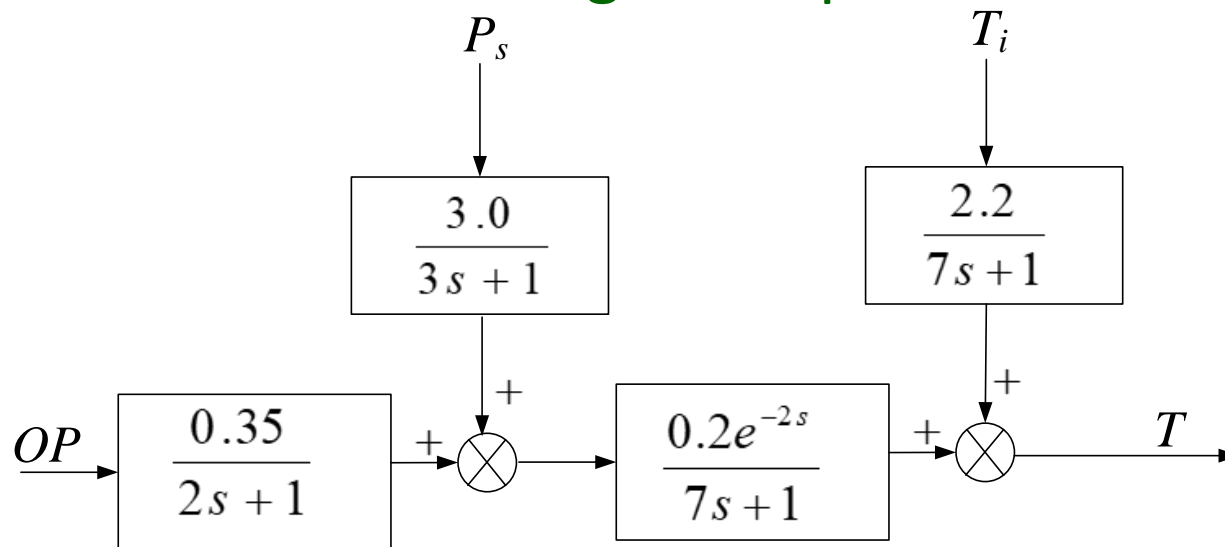 P_s
T_i
3.0
3s + 1
2.2
7s + 1
+
+
OP
0.35
2s + 1
+
0.2e^{-2s}
7s + 1
+
T